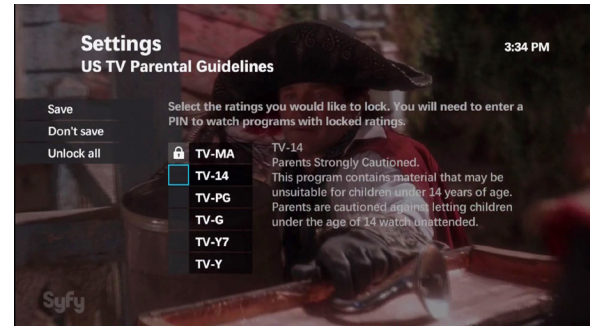 Settings
3:34 PM
US TV Parental Guidelines
Save
Don't save
Unlock all
Select the ratings you would like to lock. You will need to enter a
PIN to watch programs with locked ratings.
TV-MA
TV-14
TV-PG
TV-G
TV-Y7
TV-Y
TV-14
Parents Strongly Cautioned.
This program contains material that may be
unsuitable for children under 14 years of age.
Parents are cautioned against letting children
under the age of 14 watch unattended.
Syfy